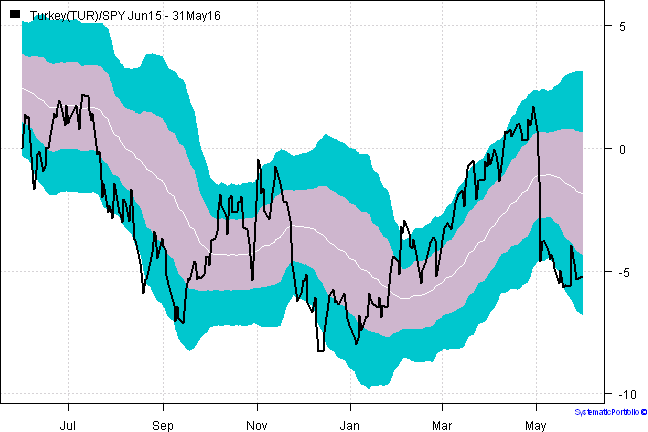 Turkey(TUR)/SPY Jun15 - 31May16
5
0
-5
-10
Jul Sep Nov Jan Mar May
SystematicPortfolio ©